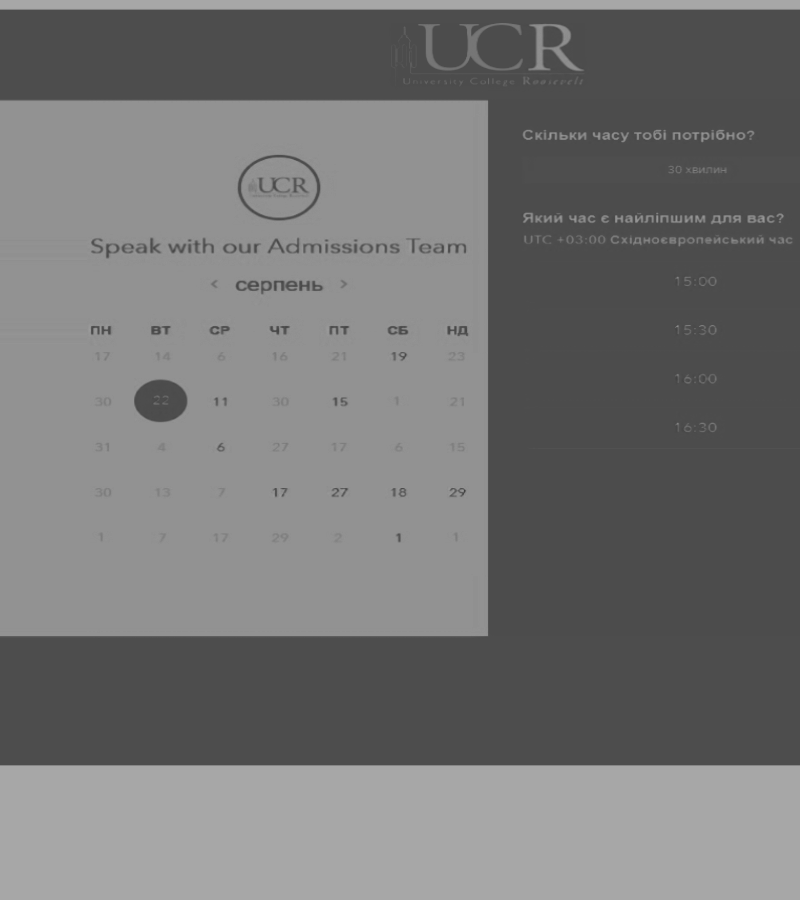 UCR
University College Roosevelt
UCR
Speak with our Admissions Team
‹ серпень ›
ПН ВТ СР ЧТ ПТ СБ НД
17 14 6 16 21 19 23
30 22 11 30 15 1 21
31 4 6 27 17 6 15
30 13 7 17 27 18 29
1 7 17 29 2 1 1
Скільки часу тобі потрібно?
30 хвилин
Який час є найліпшим для вас?
UTC +03:00 Східноєвропейський час
15:00
15:30
16:00
16:30